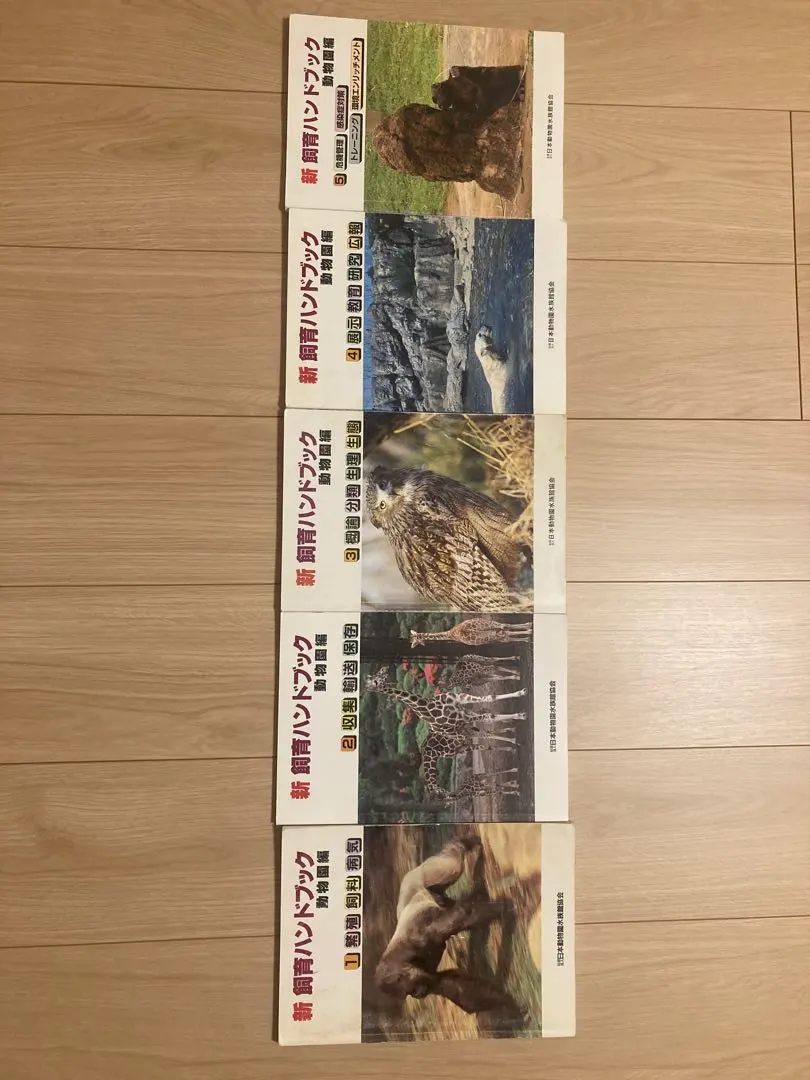 新 飼育ハンドブック
動物園編
5 危機管理 感染症対策
トレーニング 環境エンリッチメント
日本動物園水族館協会
新 飼育ハンドブック
動物園編
4 展示 教育 研究 広報
日本動物園水族館協会
新 飼育ハンドブック
動物園編
3 概論 分類 生理 生態
日本動物園水族館協会
新 飼育ハンドブック
動物園編
2 収集 輸送 保存
日本動物園水族館協会
新 飼育ハンドブック
動物園編
1 繁殖 飼料 病気
日本動物園水族館協会